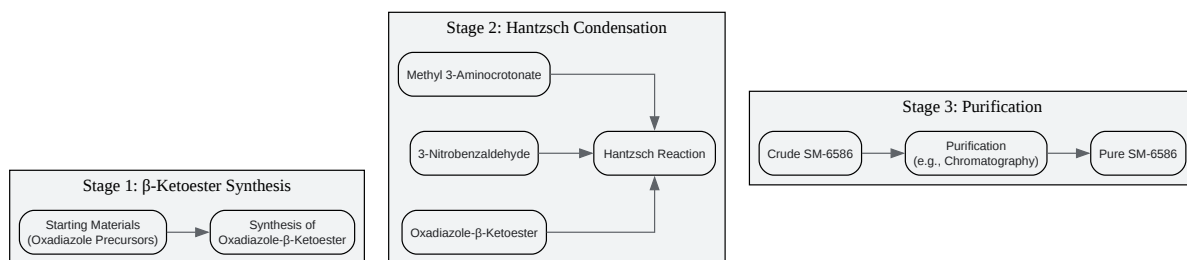 Stage 1: β-Ketoester Synthesis
Starting Materials
(Oxadiazole Precursors)
Synthesis of
Oxadiazole-β-Ketoester
Stage 2: Hantzsch Condensation
Methyl 3-Aminocrotonate
3-Nitrobenzaldehyde
Hantzsch Reaction
Oxadiazole-β-Ketoester
Stage 3: Purification
Crude SM-6586
Purification
(e.g., Chromatography)
Pure SM-6586